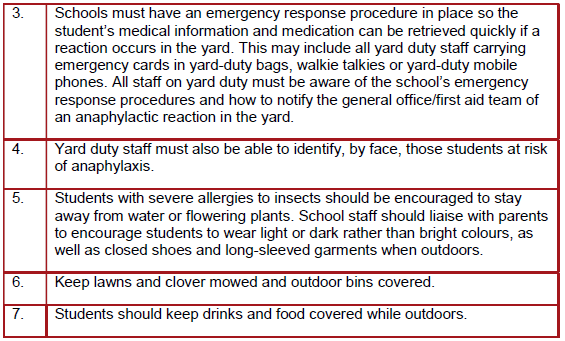 3. Schools must have an emergency response procedure in place so the
student's medical information and medication can be retrieved quickly if a
reaction occurs in the yard. This may include all yard duty staff carrying
emergency cards in yard-duty bags, walkie talkies or yard-duty mobile
phones. All staff on yard duty must be aware of the school's emergency
response procedures and how to notify the general office/first aid team of
an anaphylactic reaction in the yard.
4. Yard duty staff must also be able to identify, by face, those students at risk
of anaphylaxis.
5. Students with severe allergies to insects should be encouraged to stay
away from water or flowering plants. School staff should liaise with parents
to encourage students to wear light or dark rather than bright colours, as
well as closed shoes and long-sleeved garments when outdoors.
6. Keep lawns and clover mowed and outdoor bins covered.
7. Students should keep drinks and food covered while outdoors.